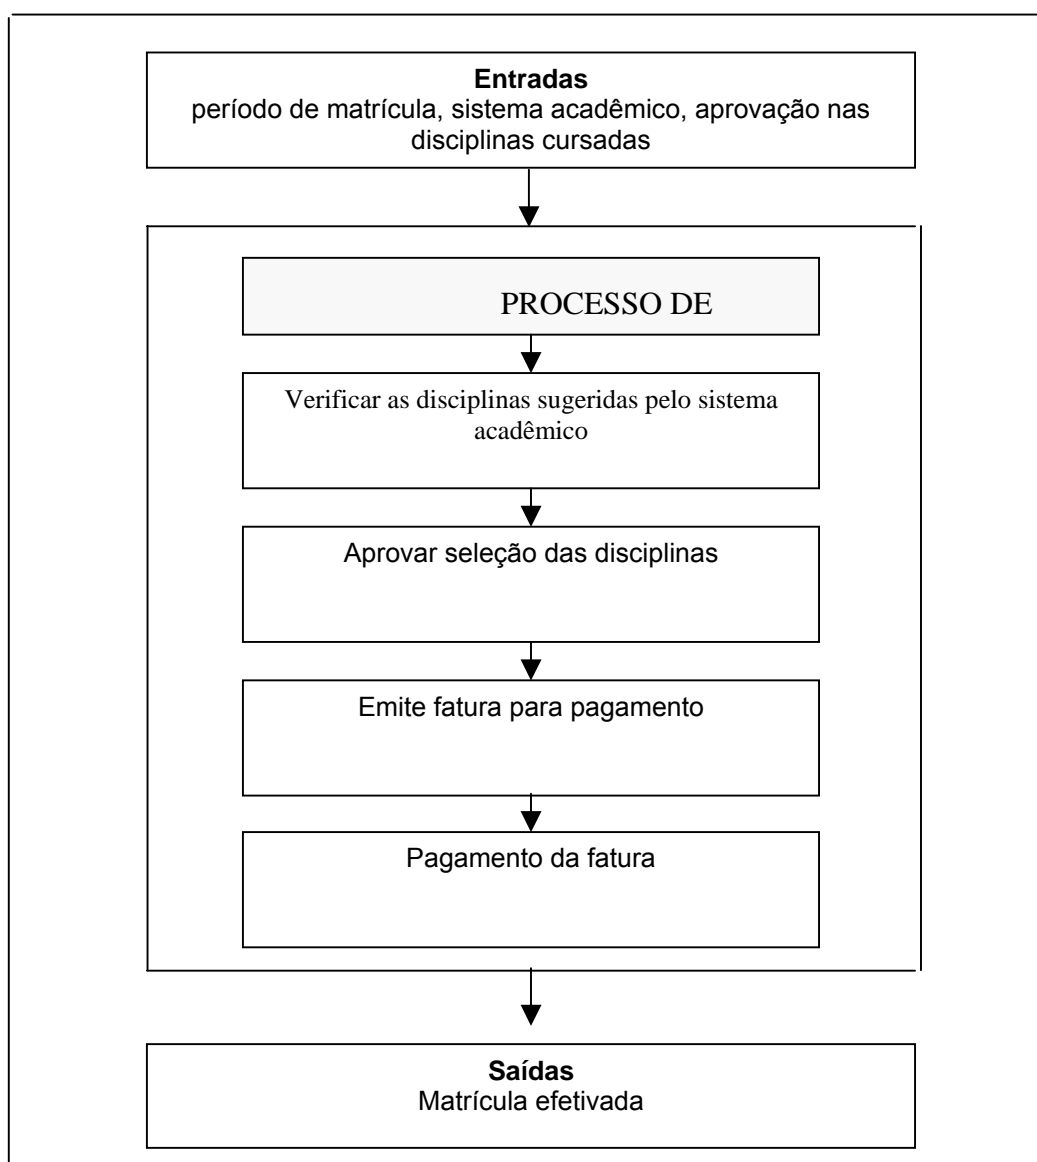 Entradas
período de matrícula, sistema acadêmico, aprovação nas
disciplinas cursadas
PROCESSO DE
Verificar as disciplinas sugeridas pelo sistema
acadêmico
Aprovar seleção das disciplinas
Emite fatura para pagamento
Pagamento da fatura
Saídas
Matrícula efetivada